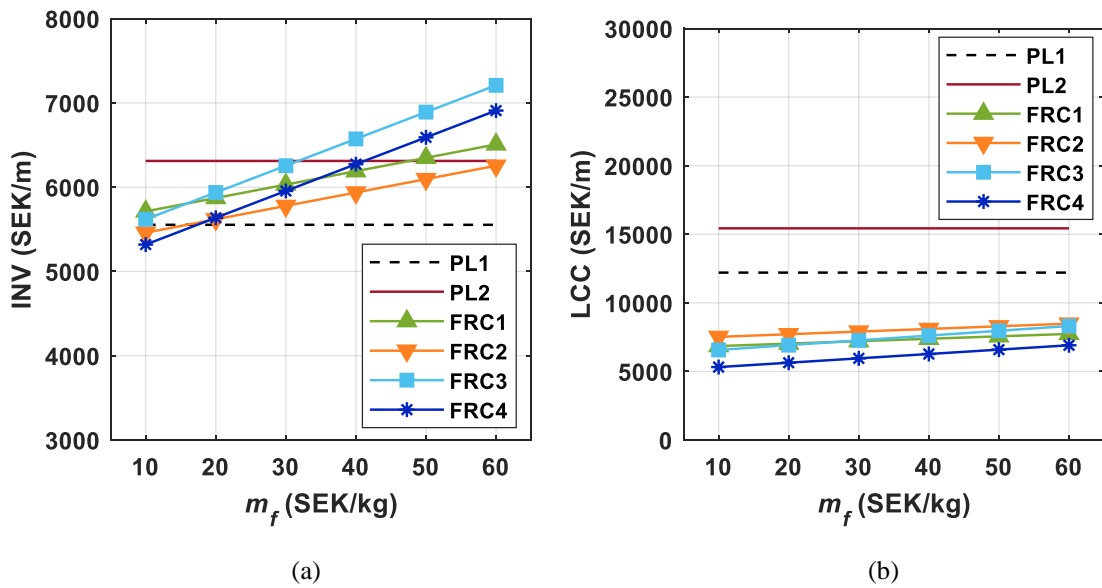 8000
7000
6000
5000
4000
3000
INV (SEK/m)
10 20 30 40 50 60
m_f (SEK/kg)
PL1
PL2
FRC1
FRC2
FRC3
FRC4
(a)
30000
25000
20000
15000
10000
5000
0
LCC (SEK/m)
10 20 30 40 50 60
m_f (SEK/kg)
PL1
PL2
FRC1
FRC2
FRC3
FRC4
(b)